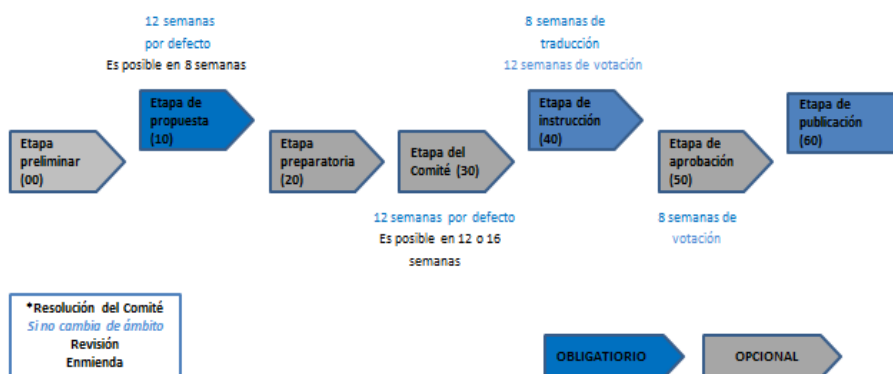 12 semanas
por defecto
Es posible en 8 semanas
8 semanas de
traducción
12 semanas de votación
Etapa
preliminar
(00)
Etapa de
propuesta
(10)
Etapa
preparatoria
(20)
Etapa del
Comité (30)
Etapa de
instrucción
(40)
Etapa de
aprobación
(50)
Etapa de
publicación
(60)
12 semanas por defecto
Es posible en 12 o 16
semanas
8 semanas de
votación
*Resolución del Comité
Si no cambia de ámbito
Revisión
Enmienda
OBLIGATIORIO
OPCIONAL